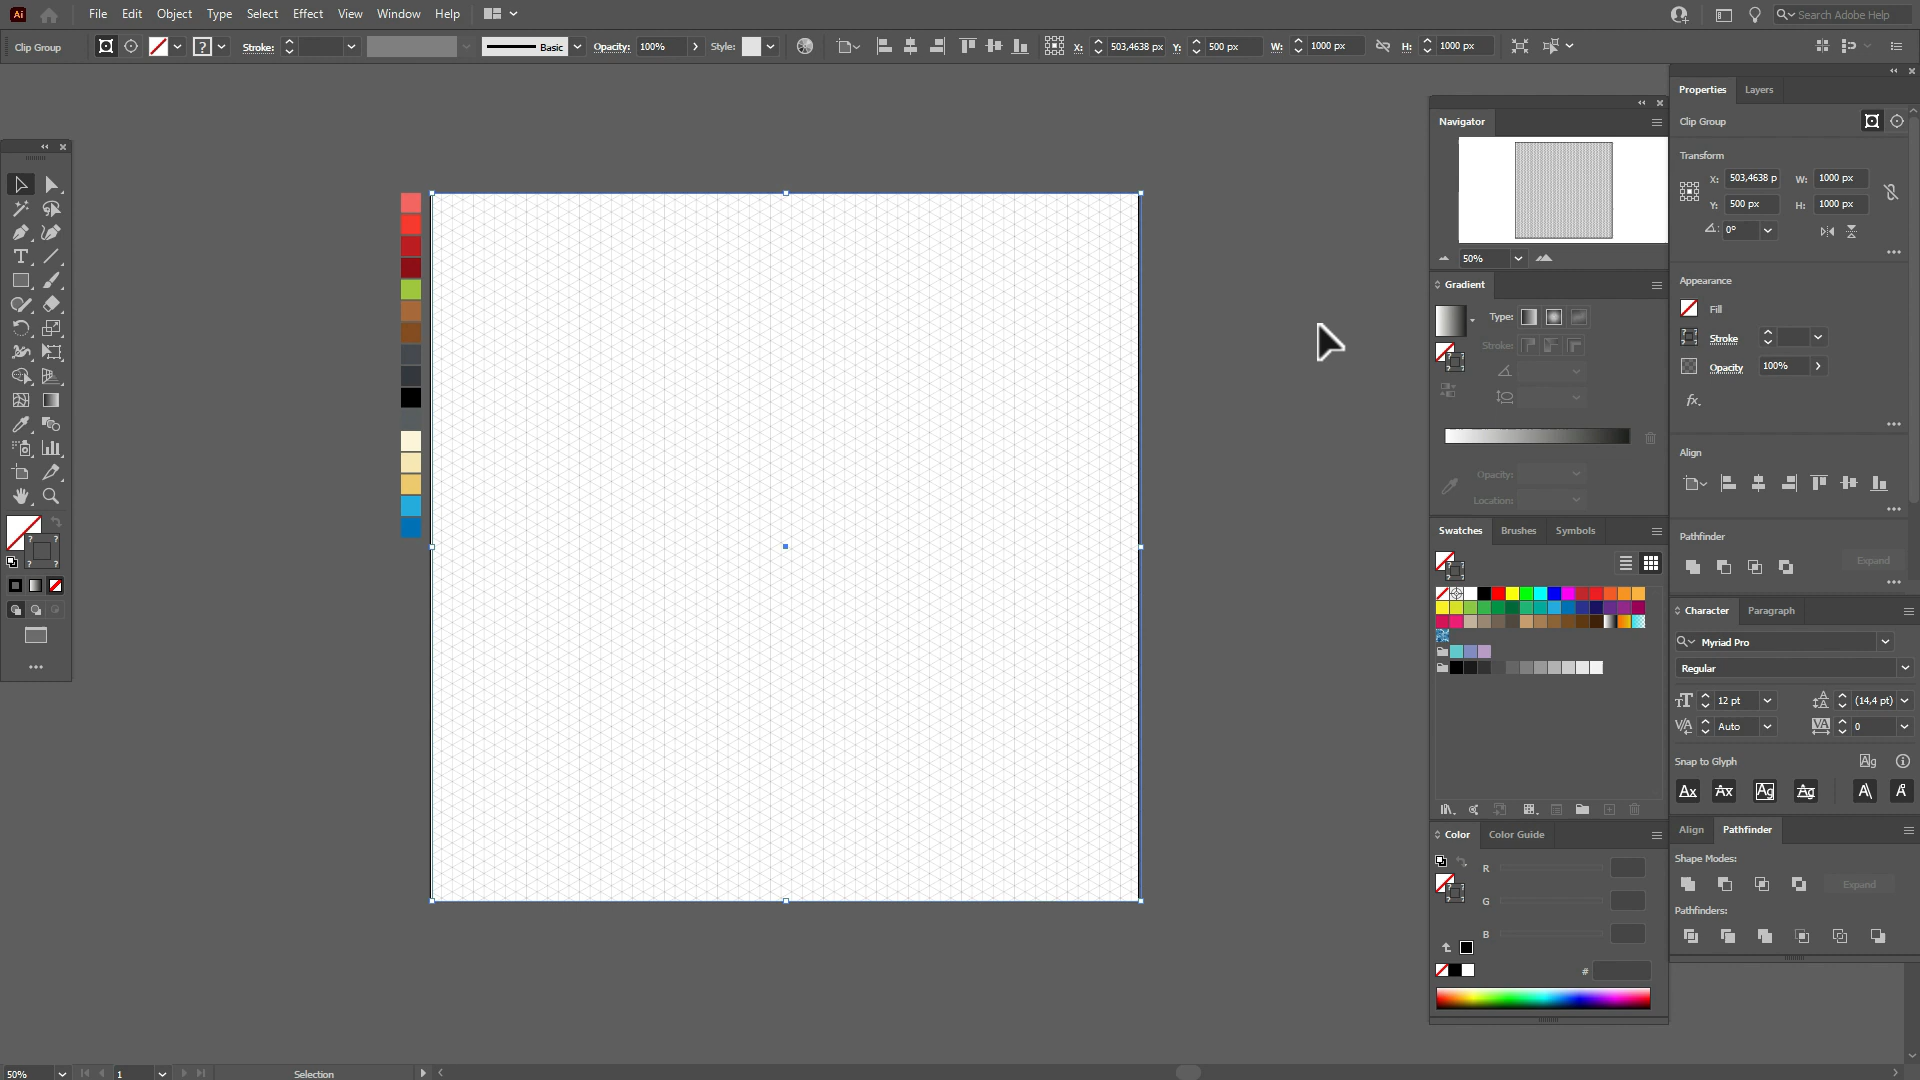 Ai File Edit Object Type Select Effect View Window Help Search Adobe Help
Clip Group ? Stroke: Basic Opacity: 100% Style: X: 503,4638 px Y: 500 px W: 1000 px H: 1000 px
Properties Layers
Clip Group
Transform
X: 503,4638 p W: 1000 px
Y: 500 px H: 1000 px
0°
Appearance
Fill
Stroke
Opacity 100%
fx.
Align
Pathfinder
Expand
Navigator
50%
Gradient
Type:
Stroke:
Opacity:
Location:
Swatches Brushes Symbols
Color Color Guide
R
G
B
#
Character Paragraph
Myriad Pro
Regular
12 pt (14,4 pt)
Auto 0
Snap to Glyph
Align Pathfinder
Shape Modes:
Expand
Pathfinders:
50% 1 Selection